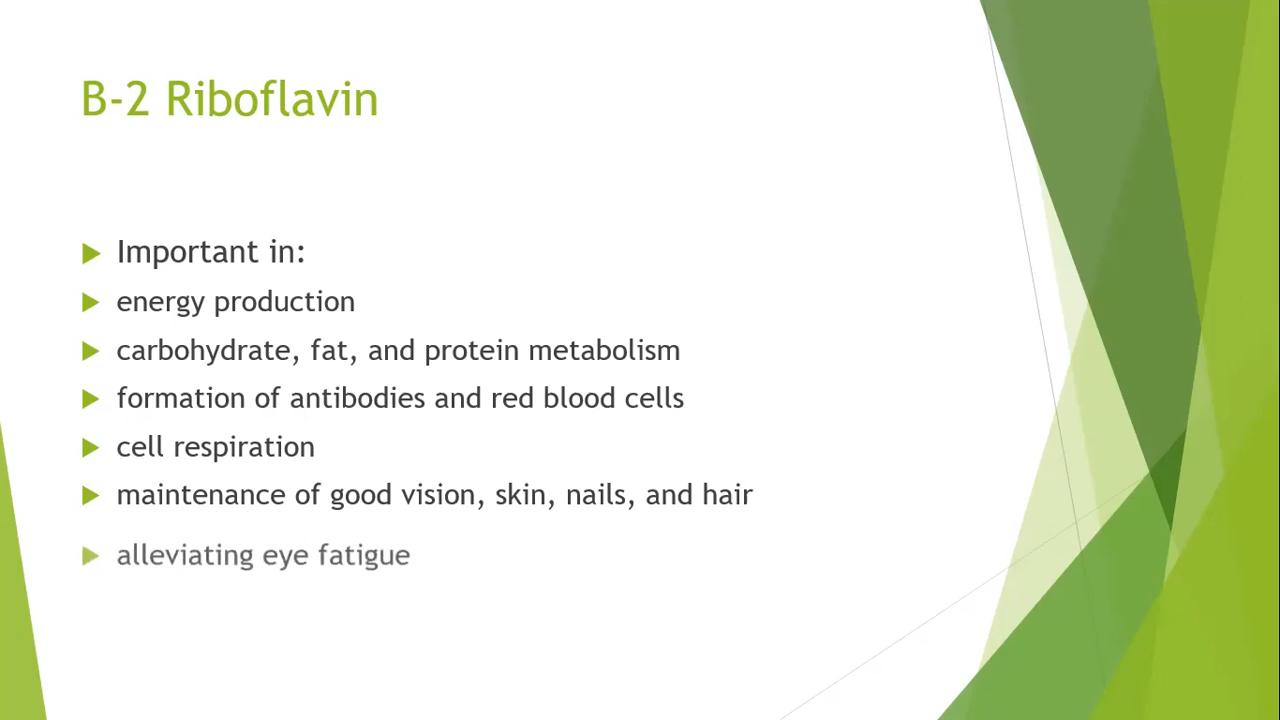 B-2 Riboflavin
Important in:
energy production
carbohydrate, fat, and protein metabolism
formation of antibodies and red blood cells
cell respiration
maintenance of good vision, skin, nails, and hair
alleviating eye fatigue